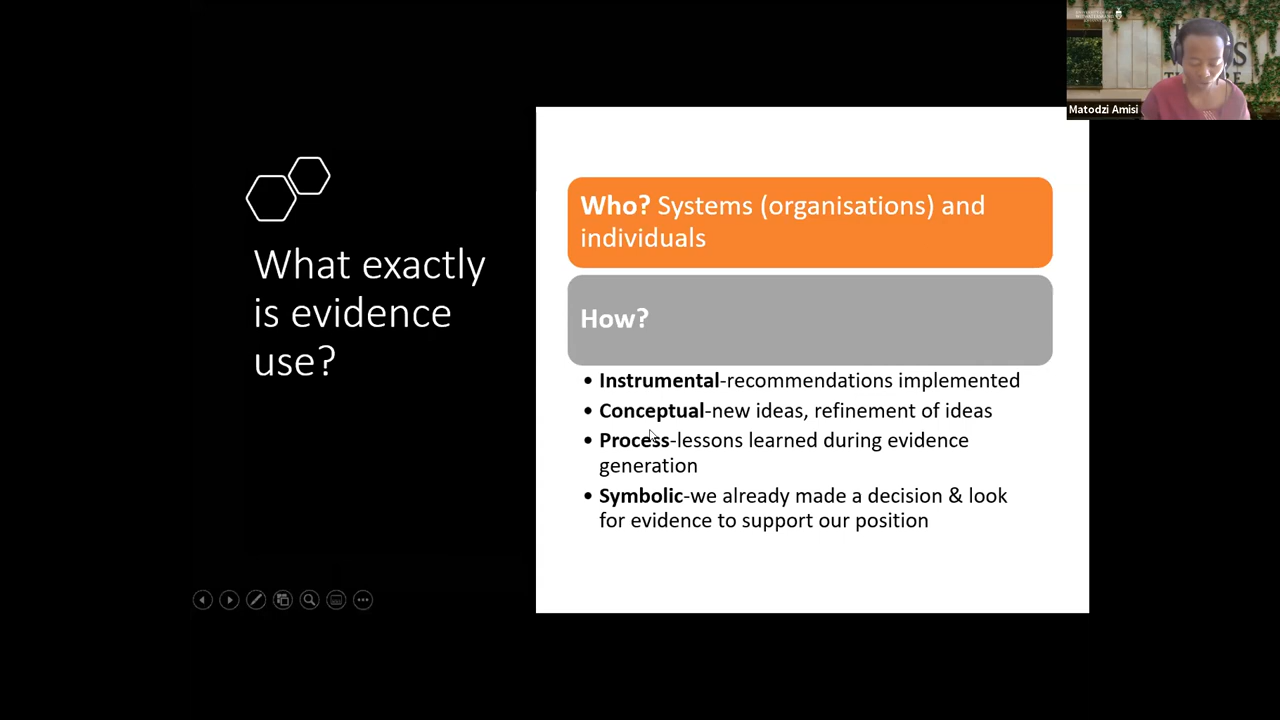 What exactly
is evidence
use?
Who? Systems (organisations) and
individuals
How?
• Instrumental-recommendations implemented
• Conceptual-new ideas, refinement of ideas
• Process-lessons learned during evidence
generation
• Symbolic-we already made a decision & look
for evidence to support our position
Matodzi Amisi